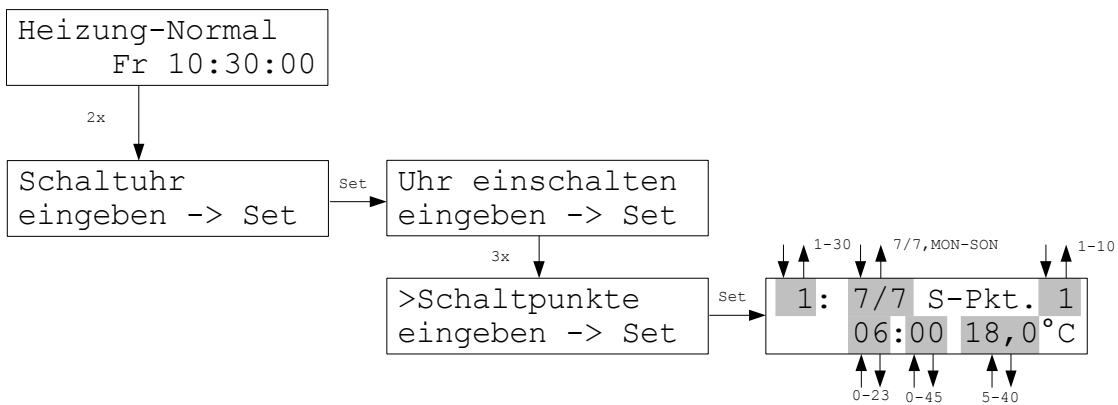 Heizung-Normal
Fr 10:30:00
2x
Schaltuhr
eingeben -> Set
Set
Uhr einschalten
eingeben -> Set
3x
>Schaltpunkte
eingeben -> Set
Set
1-30
7/7,MON-SON
1-10
1: 7/7 S-Pkt. 1
06:00 18,0°C
0-23
0-45
5-40